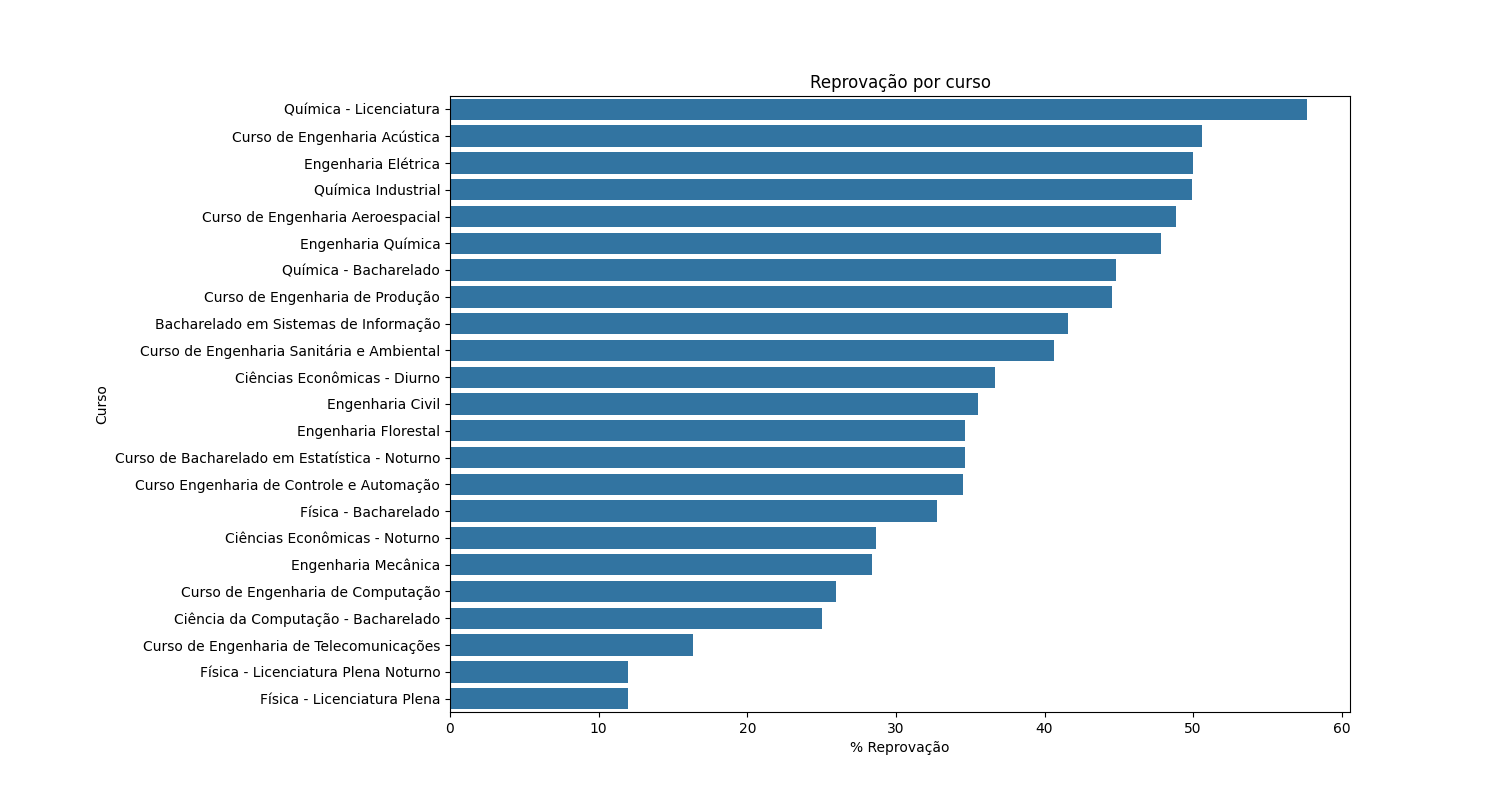 Reprovação por curso
Química - Licenciatura
Curso de Engenharia Acústica
Engenharia Elétrica
Química Industrial
Curso de Engenharia Aeroespacial
Engenharia Química
Química - Bacharelado
Curso de Engenharia de Produção
Bacharelado em Sistemas de Informação
Curso de Engenharia Sanitária e Ambiental
Ciências Econômicas - Diurno
Engenharia Civil
Engenharia Florestal
Curso de Bacharelado em Estatística - Noturno
Curso Engenharia de Controle e Automação
Física - Bacharelado
Ciências Econômicas - Noturno
Engenharia Mecânica
Curso de Engenharia de Computação
Ciência da Computação - Bacharelado
Curso de Engenharia de Telecomunicações
Física - Licenciatura Plena Noturno
Física - Licenciatura Plena
Curso
0 10 20 30 40 50 60
% Reprovação